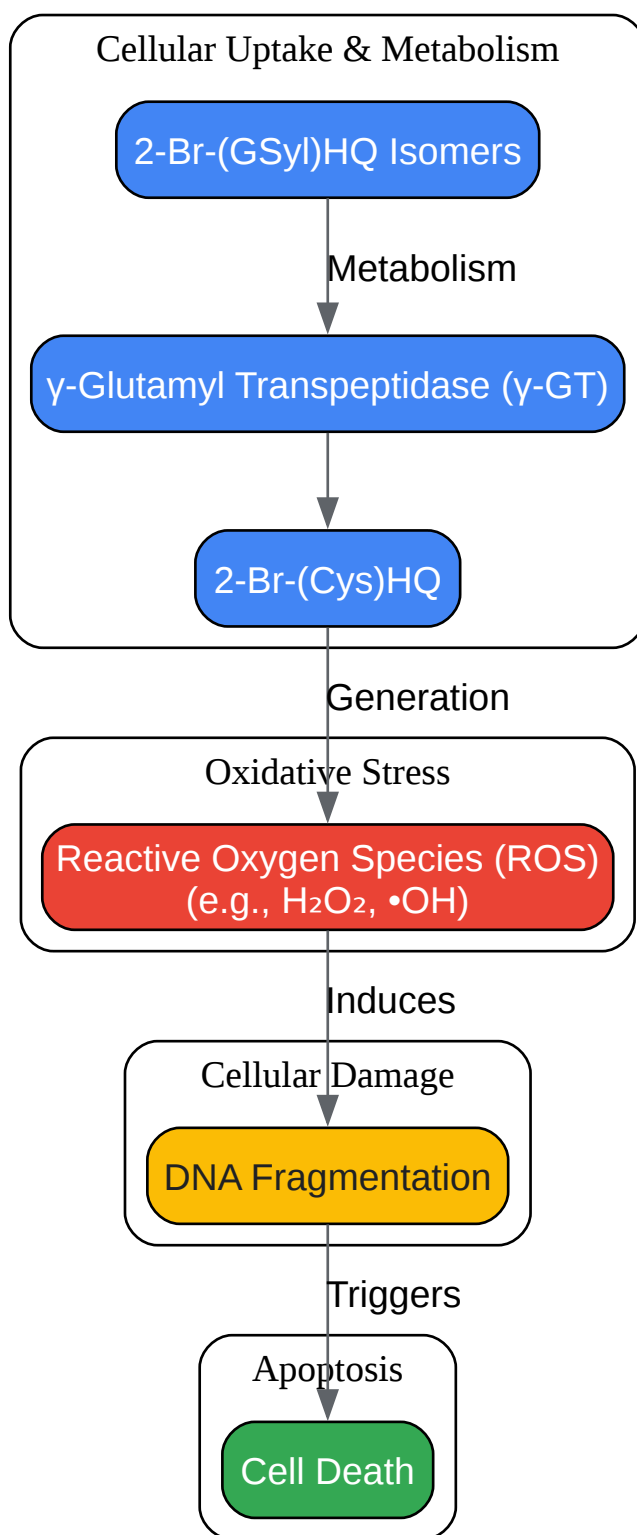 Cellular Uptake & Metabolism
2-Br-(GSyl)HQ Isomers
Metabolism
γ-Glutamyl Transpeptidase (γ-GT)
2-Br-(Cys)HQ
Generation
Oxidative Stress
Reactive Oxygen Species (ROS)
(e.g., H₂O₂, •OH)
Induces
Cellular Damage
DNA Fragmentation
Triggers
Apoptosis
Cell Death